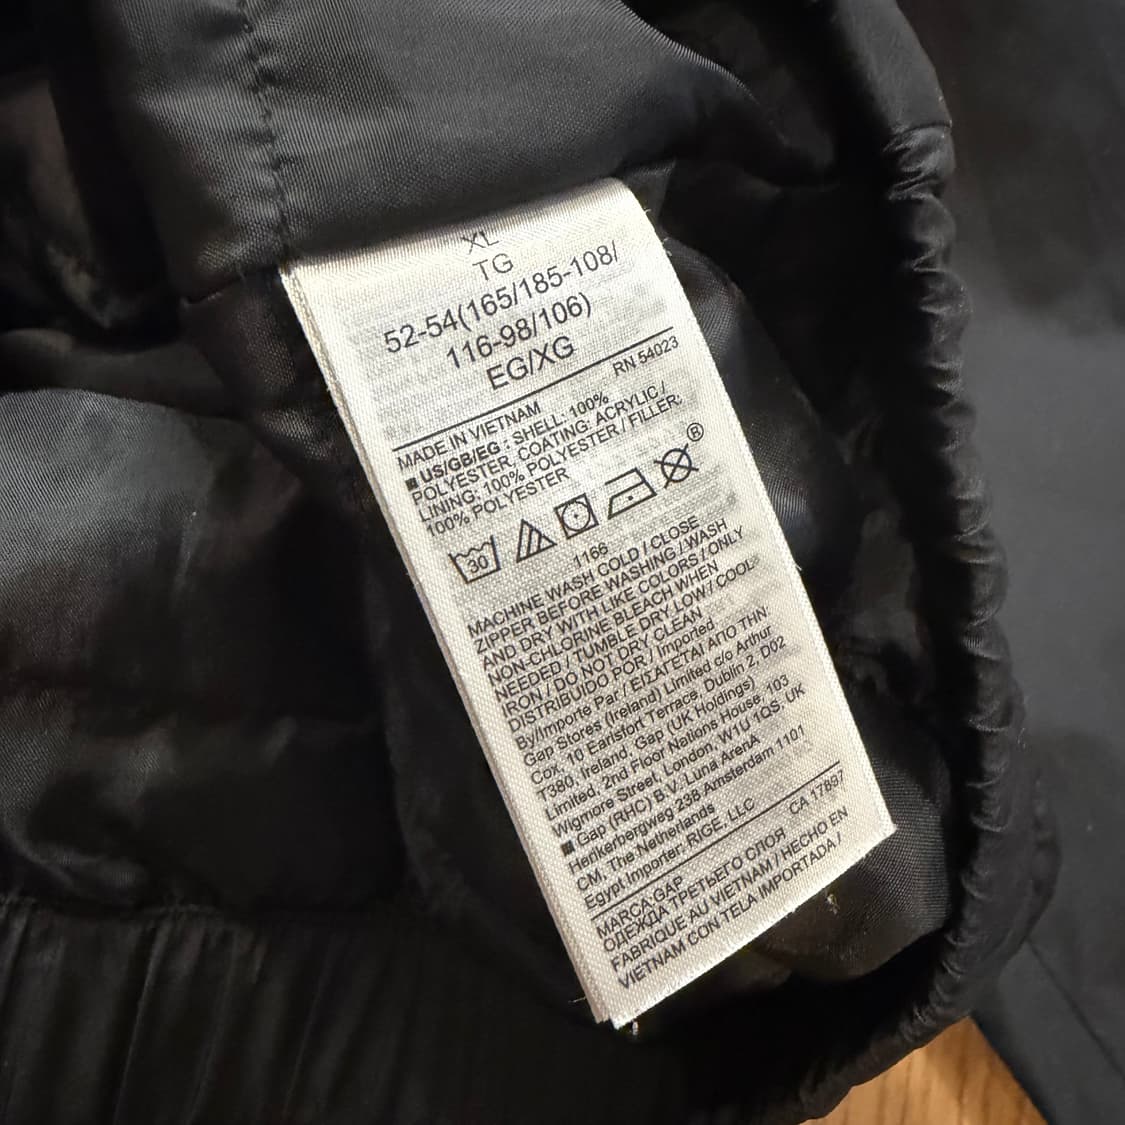 XL
TG
52-54(165/185-108/
116-98/106)
EG/XG
RN 54023
MADE IN VIETNAM
■ US/GB/EG : SHELL: 100%
POLYESTER, COATING: ACRYLIC /
LINING: 100% POLYESTER / FILLER:
100% POLYESTER
30
®
1166
MACHINE WASH COLD / CLOSE
ZIPPER BEFORE WASHING / WASH
AND DRY WITH LIKE COLORS / ONLY
NON-CHLORINE BLEACH WHEN
NEEDED / TUMBLE DRY LOW / COOL
IRON / DO NOT DRY CLEAN
DISTRIBUIDO POR / Imported
By/Importe Par / ΕΙΣΑΓΕΤΑΙ ΑΠΟ ΤΗΝ:
Gap Stores (Ireland) Limited c/o Arthur
Cox, 10 Earlsfort Terrace, Dublin 2, D02
T380, Ireland, Gap (UK Holdings)
Limited, 2nd Floor Nations House, 103
Wigmore Street, London, W1U 1QS, UK
■ Gap (RHC) B.V. Luna ArenA
Henkerbergweg 238 Amsterdam 1101
CM, The Netherlands
Egypt Importer: RIGE, LLC
CA 17897
МАРСА GAP
ОДЕЖДА ТРЕТЬЕГО СЛОЯ
FABRIQUE AU VIETNAM / HECHO EN
VIETNAM CON TELA IMPORTADA /